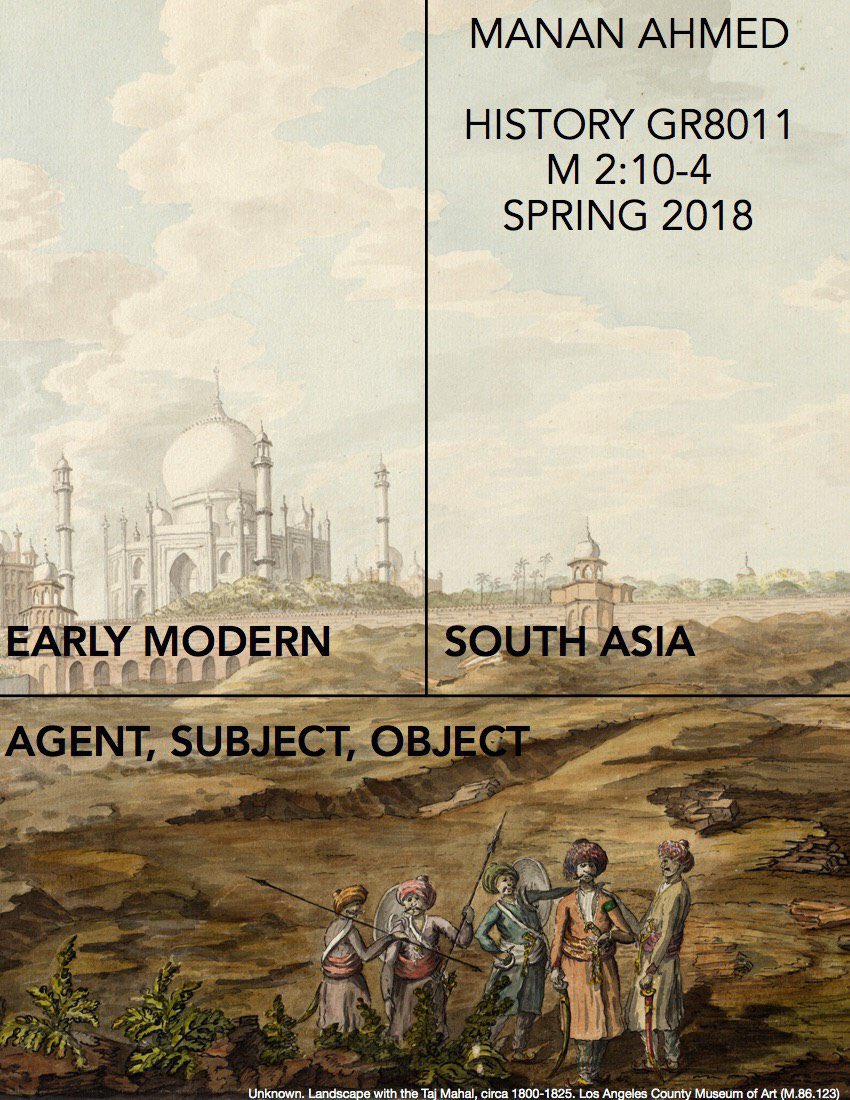 MANAN AHMED
HISTORY GR8011
M 2:10-4
SPRING 2018
EARLY MODERN
SOUTH ASIA
AGENT, SUBJECT, OBJECT
Unknown. Landscape with the Taj Mahal, circa 1800-1825. Los Angeles County Museum of Art (M.86.123)